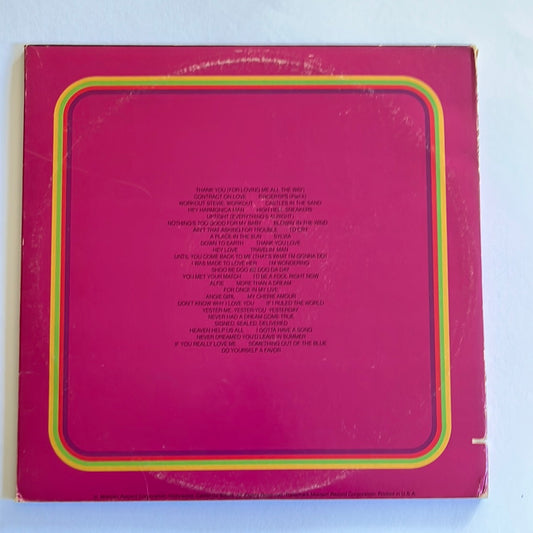 THANK YOU (FOR LOVING ME ALL THE WAY)
CONTRACT ON LOVE FINGERTIPS (Part II)
WORKOUT STEVIE, WORKOUT CASTLES IN THE SAND
HEY HARMONICA MAN HIGH HEEL SNEAKERS
UPTIGHT (EVERYTHING'S ALRIGHT)
NOTHING'S TOO GOOD FOR MY BABY BLOWIN' IN THE WIND
AIN'T THAT ASKING FOR TROUBLE I'D CRY
A PLACE IN THE SUN SYLVIA
DOWN TO EARTH THANK YOU LOVE
HEY LOVE TRAVELIN' MAN
UNTIL YOU COME BACK TO ME (THAT'S WHAT I'M GONNA DO)
I WAS MADE TO LOVE HER I'M WONDERING
SHOO BE DOO BE DOO DA DAY
YOU MET YOUR MATCH I'D BE A FOOL RIGHT NOW
ALFIE MORE THAN A DREAM
FOR ONCE IN MY LIFE
ANGIE GIRL MY CHERIE AMOUR
DON'T KNOW WHY I LOVE YOU IF I RULED THE WORLD
YESTER ME, YESTER YOU, YESTERDAY
NEVER HAD A DREAM COME TRUE
SIGNED, SEALED, DELIVERED
HEAVEN HELP US ALL I GOTTA HAVE A SONG
NEVER DREAMED YOU'D LEAVE IN SUMMER
IF YOU REALLY LOVE ME SOMETHING OUT OF THE BLUE
DO YOURSELF A FAVOR
Motown Record Corporation. Printed in U.S.A.